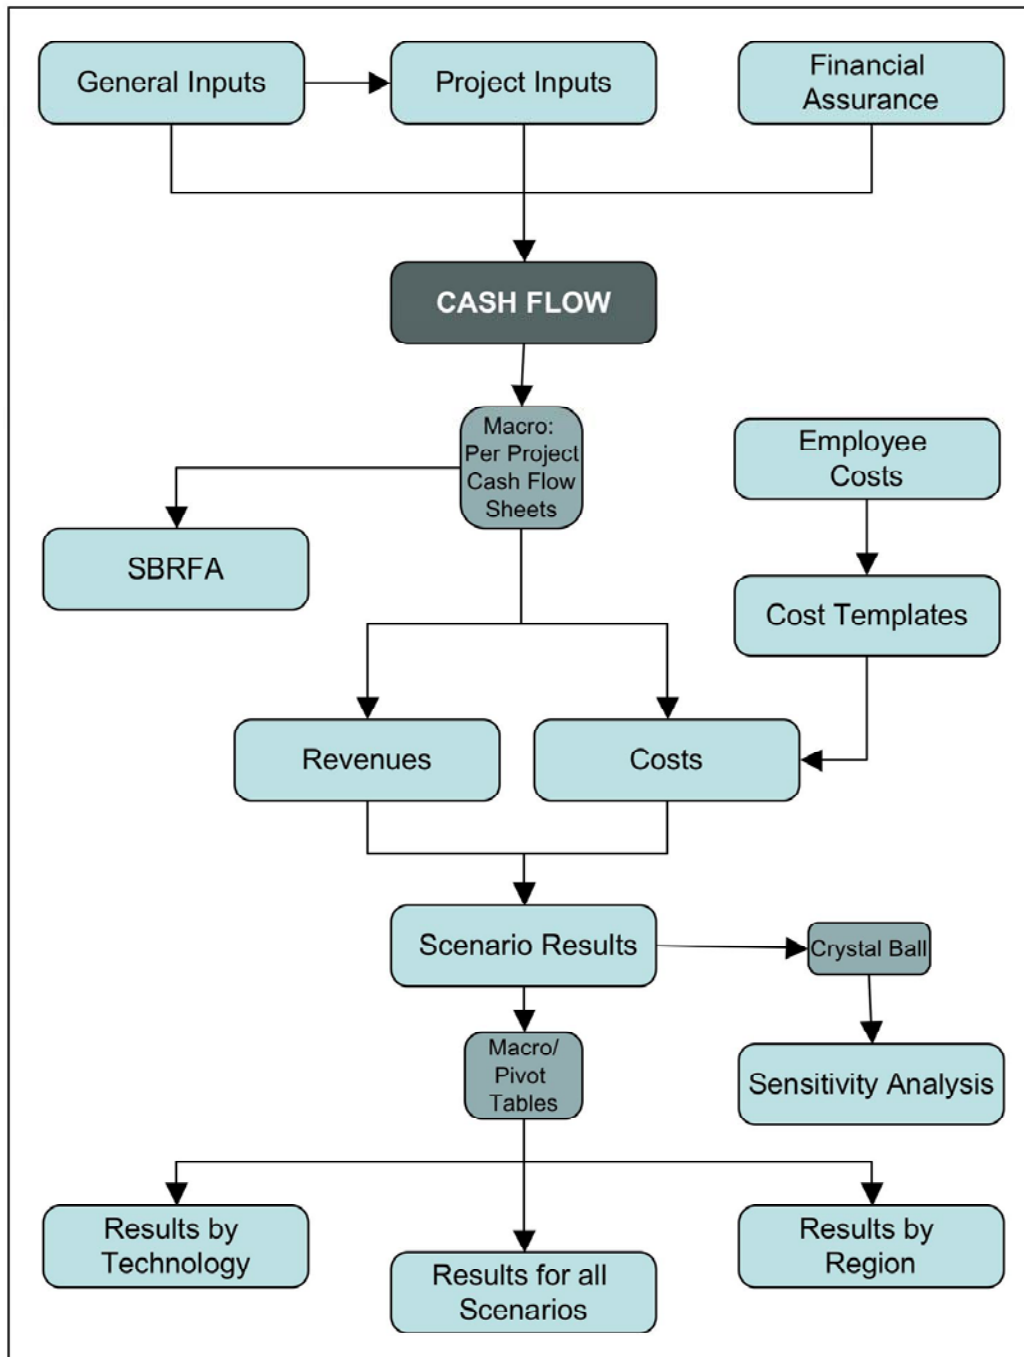 General Inputs
Project Inputs
Financial
Assurance
CASH FLOW
Macro:
Per Project
Cash Flow
Sheets
Employee
Costs
SBRFA
Cost Templates
Revenues
Costs
Scenario Results
Crystal Ball
Macro/
Pivot
Tables
Sensitivity Analysis
Results by
Technology
Results for all
Scenarios
Results by
Region